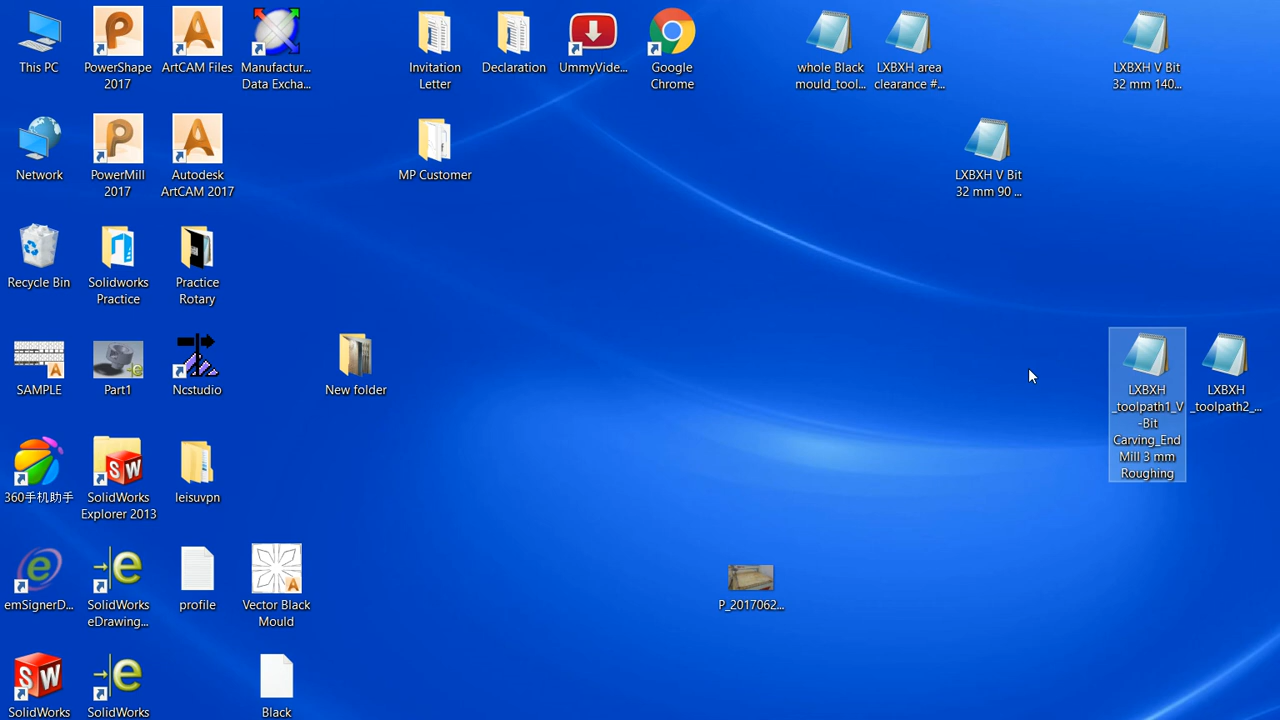 This PC
PowerShape
2017
ArtCAM Files
Manufactur...
Data Excha...
Invitation
Letter
Declaration
UmmyVide...
Google
Chrome
whole Black
mould_tool...
LXBXH area
clearance #...
LXBXH V Bit
32 mm 140...
Network
PowerMill
2017
Autodesk
ArtCAM 2017
MP Customer
LXBXH V Bit
32 mm 90 ...
Recycle Bin
Solidworks
Practice
Practice
Rotary
SAMPLE
Part1
Ncstudio
New folder
LXBXH
_toolpath1_V
-Bit
Carving_End
Mill 3 mm
Roughing
LXBXH
_toolpath2_...
360手机助手
SolidWorks
Explorer 2013
leisuvpn
emSignerD...
SolidWorks
eDrawing...
profile
Vector Black
Mould
P_2017062...
SolidWorks
SolidWorks
Black